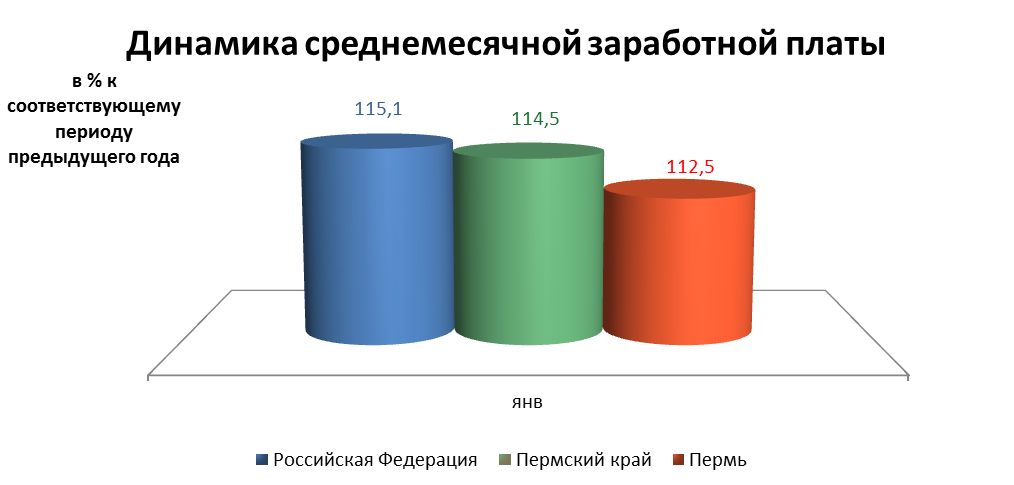 Динамика среднемесячной заработной платы
в % к
соответствующему
периоду
предыдущего года
115,1
114,5
112,5
янв
Российская Федерация
Пермский край
Пермь